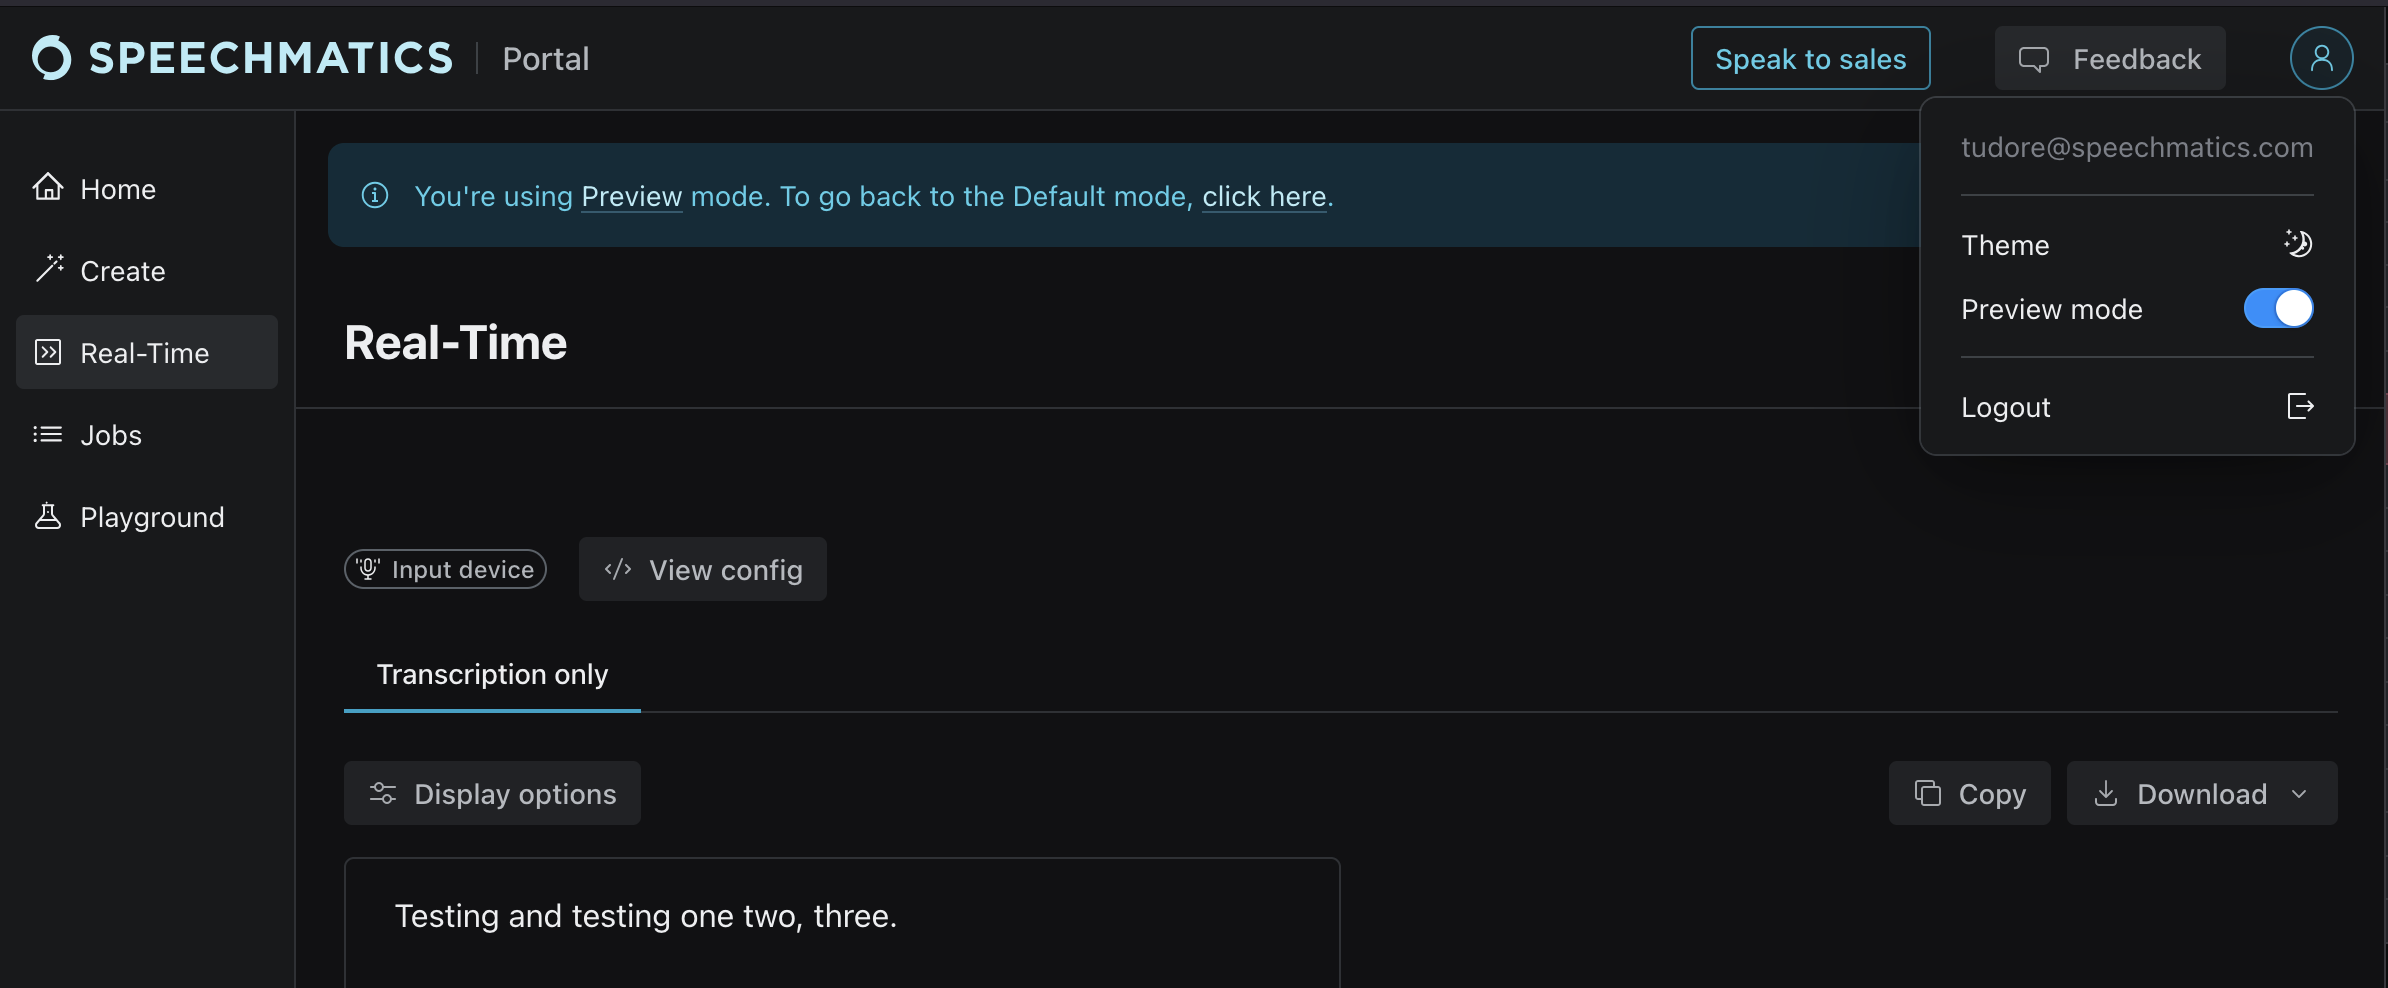 SPEECHMATICS Portal
Speak to sales
Feedback
tudore@speechmatics.com
Theme
Preview mode
Logout
Home
Create
Real-Time
Jobs
Playground
You're using Preview mode. To go back to the Default mode, click here.
Real-Time
Input device
</> View config
Transcription only
Display options
Copy
Download
Testing and testing one two, three.